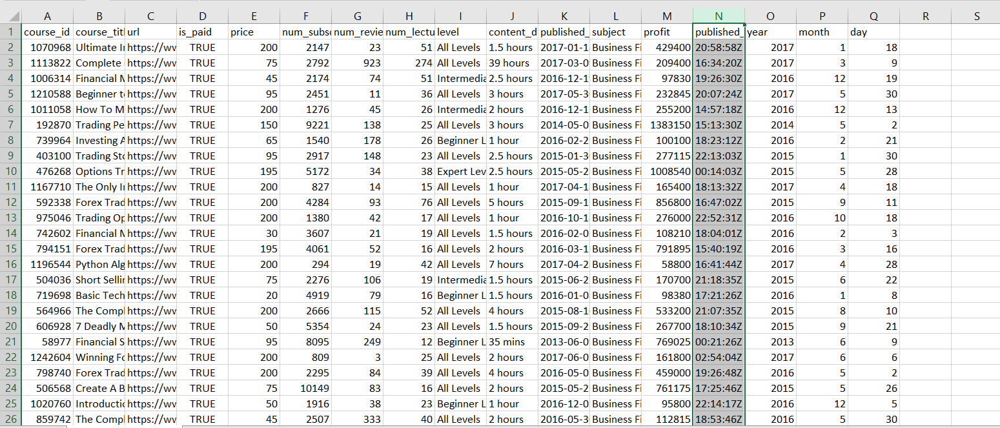 A B C D E F G H I J K L M N O P Q R S
1 course_id course_titl url is_paid price num_subsc num_revie num_lectu level content_d published_ subject profit published_ year month day
2 1070968 Ultimate In https://ww TRUE 200 2147 23 51 All Levels 1.5 hours 2017-01-1 Business Fi 429400 20:58:58Z 2017 1 18
3 1113822 Complete https://ww TRUE 75 2792 923 274 All Levels 39 hours 2017-03-0 Business Fi 209400 16:34:20Z 2017 3 9
4 1006314 Financial M https://ww TRUE 45 2174 74 51 Intermedia 2.5 hours 2016-12-1 Business Fi 97830 19:26:30Z 2016 12 19
5 1210588 Beginner to https://ww TRUE 95 2451 11 36 All Levels 3 hours 2017-05-3 Business Fi 232845 20:07:24Z 2017 5 30
6 1011058 How To M https://ww TRUE 200 1276 45 26 Intermedia 2 hours 2016-12-1 Business Fi 255200 14:57:18Z 2016 12 13
7 192870 Trading Pe https://ww TRUE 150 9221 138 25 All Levels 3 hours 2014-05-0 Business Fi 1383150 15:13:30Z 2014 5 2
8 739964 Investing A https://ww TRUE 65 1540 178 26 Beginner L 1 hour 2016-02-2 Business Fi 100100 18:23:12Z 2016 2 21
9 403100 Trading Sto https://ww TRUE 95 2917 148 23 All Levels 2.5 hours 2015-01-3 Business Fi 277115 22:13:03Z 2015 1 30
10 476268 Options Tr https://ww TRUE 195 5172 34 38 Expert Lev 2.5 hours 2015-05-2 Business Fi 1008540 00:14:03Z 2015 5 28
11 1167710 The Only In https://ww TRUE 200 827 14 15 All Levels 1 hour 2017-04-1 Business Fi 165400 18:13:32Z 2017 4 18
12 592338 Forex Trad https://ww TRUE 200 4284 93 76 All Levels 5 hours 2015-09-1 Business Fi 856800 16:47:02Z 2015 9 11
13 975046 Trading Op https://ww TRUE 200 1380 42 17 All Levels 1 hour 2016-10-1 Business Fi 276000 22:52:31Z 2016 10 18
14 742602 Financial M https://ww TRUE 30 3607 21 19 All Levels 1.5 hours 2016-02-0 Business Fi 108210 18:04:01Z 2016 2 3
15 794151 Forex Trad https://ww TRUE 195 4061 52 16 All Levels 2 hours 2016-03-1 Business Fi 791895 15:40:19Z 2016 3 16
16 1196544 Python Alg https://ww TRUE 200 294 19 42 All Levels 7 hours 2017-04-2 Business Fi 58800 16:41:44Z 2017 4 28
17 504036 Short Sellin https://ww TRUE 75 2276 106 19 Intermedia 1.5 hours 2015-06-2 Business Fi 170700 21:18:35Z 2015 6 22
18 719698 Basic Tech https://ww TRUE 20 4919 79 16 Beginner L 1.5 hours 2016-01-0 Business Fi 98380 17:21:26Z 2016 1 8
19 564966 The Compl https://ww TRUE 200 2666 115 52 All Levels 4 hours 2015-08-1 Business Fi 533200 21:07:35Z 2015 8 10
20 606928 7 Deadly M https://ww TRUE 50 5354 24 23 All Levels 1.5 hours 2015-09-2 Business Fi 267700 18:10:34Z 2015 9 21
21 58977 Financial S https://ww TRUE 95 8095 249 12 Beginner L 35 mins 2013-06-0 Business Fi 769025 00:21:26Z 2013 6 9
22 1242604 Winning Fo https://ww TRUE 200 809 3 25 All Levels 2 hours 2017-06-0 Business Fi 161800 02:54:04Z 2017 6 6
23 798740 Forex Trad https://ww TRUE 200 2295 84 39 All Levels 4 hours 2016-05-0 Business Fi 459000 19:26:48Z 2016 5 2
24 506568 Create A B https://ww TRUE 75 10149 83 16 All Levels 2 hours 2015-05-2 Business Fi 761175 17:25:46Z 2015 5 26
25 1020760 Introductio https://ww TRUE 50 1916 38 23 Beginner L 1 hour 2016-12-0 Business Fi 95800 22:14:17Z 2016 12 5
26 859742 The Compl https://ww TRUE 45 2507 333 40 All Levels 2 hours 2016-05-3 Business Fi 112815 18:53:46Z 2016 5 30